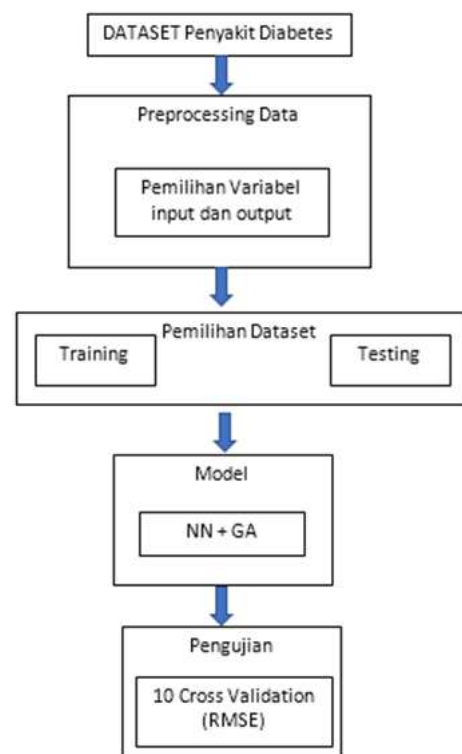 DATASET Penyakit Diabetes
Preprocessing Data
Pemilihan Variabel
input dan output
Pemilihan Dataset
Training
Testing
Model
NN + GA
Pengujian
10 Cross Validation
(RMSE)